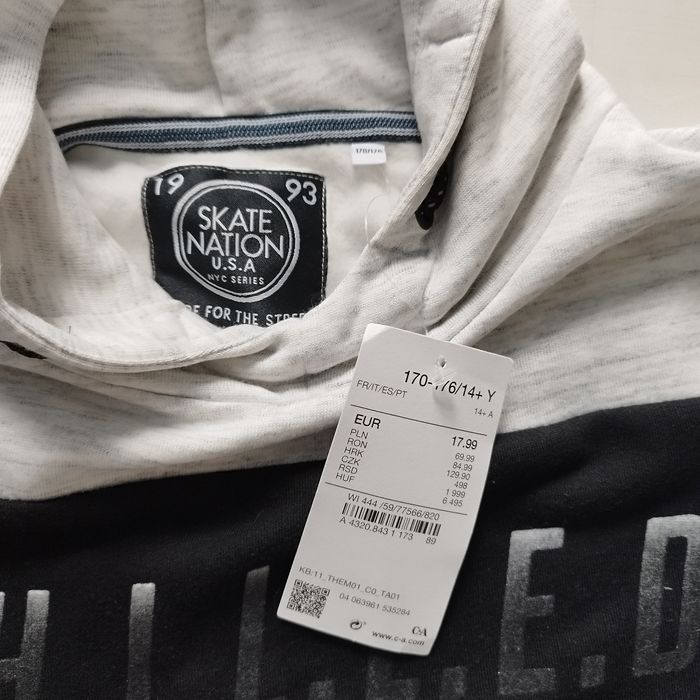 19 93
SKATE
NATION
U.S.A
NYC SERIES
FOR THE
170-176
170-176/14+ Y
FR/IT/ES/PT
14+ A
EUR 17.99
PLN 69.99
RON 84.99
HRK 129.90
CZK 498
RSD 1 999
HUF 6 495
WI 444 /59/77566/820
A 4320.843 1 173 89
KB:11_THEM01_C0_TA01
04 063961 535284
C&A
www.c-a.com
H.I.L.L.E.D